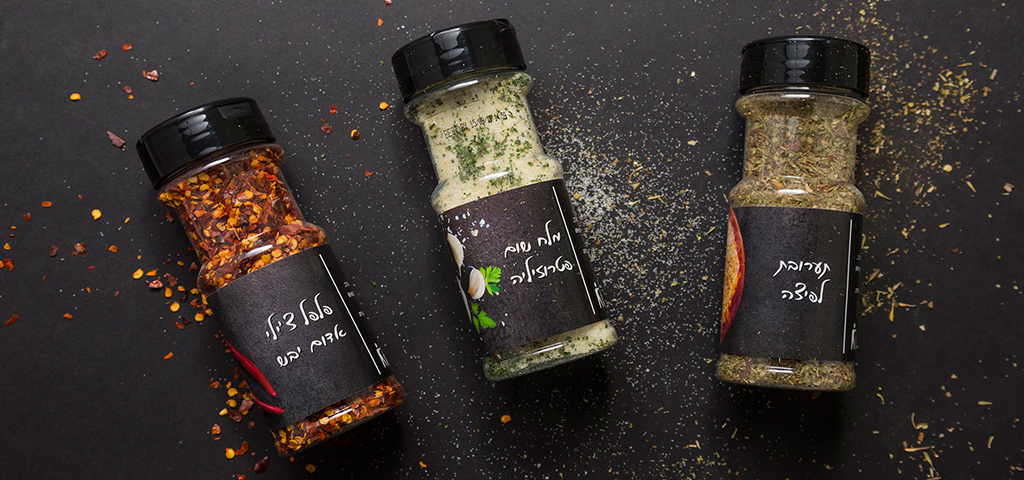 פלפל צ'ילי
אדום יבש
מלח שום
פטרוזיליה
תערובת
לפיצה